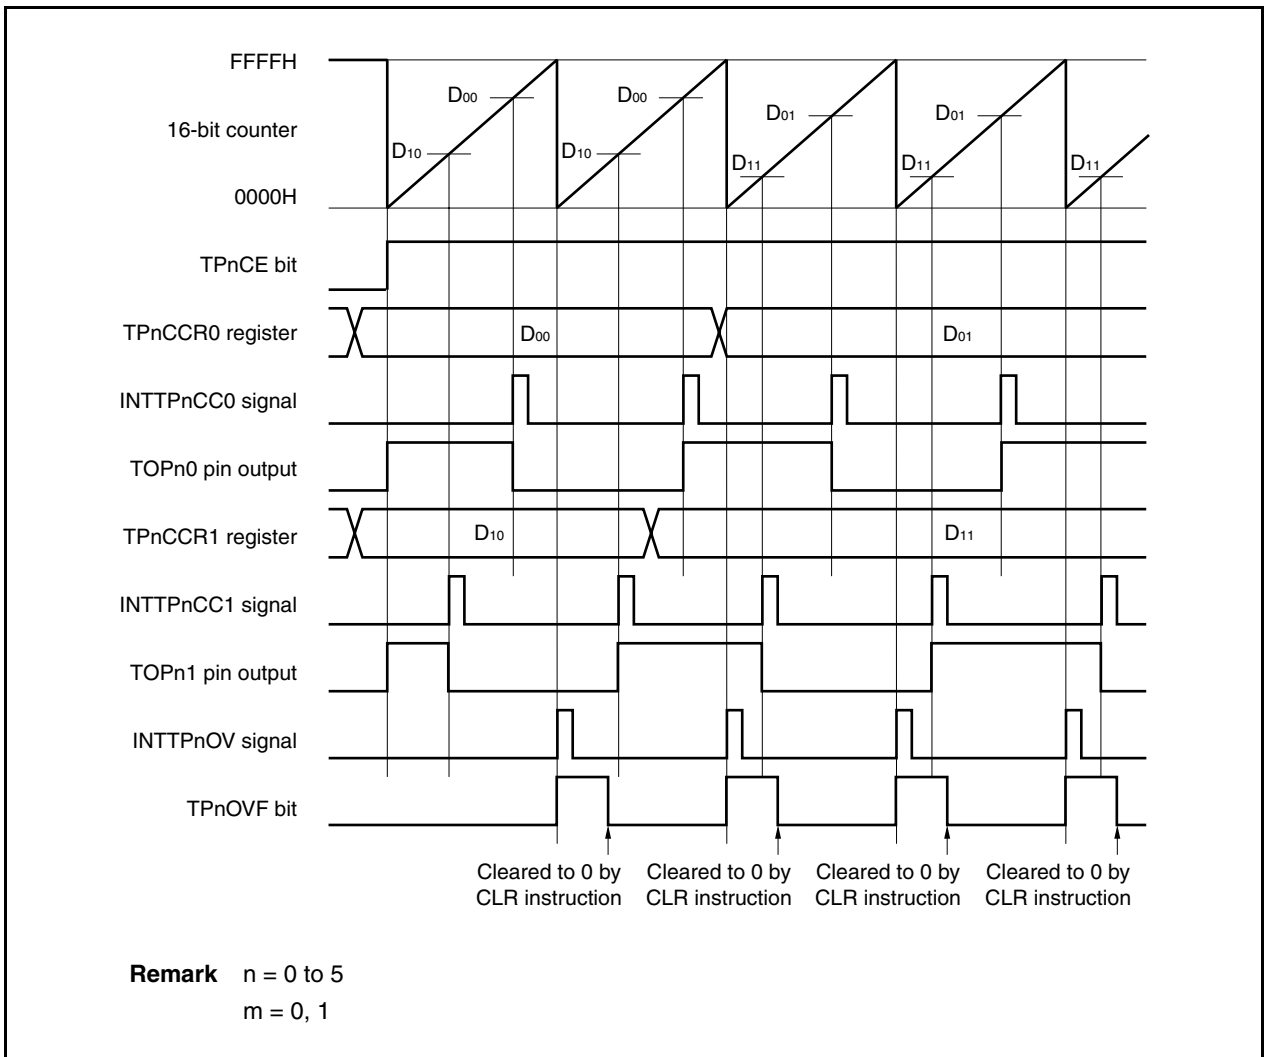 FFFFH
D00 D00
D01 D01
16-bit counter
D10 D10 D11 D11 D11
0000H
TPnCE bit
TPnCCR0 register D00 D01
INTTPnCC0 signal
TOPn0 pin output
TPnCCR1 register D10 D11
INTTPnCC1 signal
TOPn1 pin output
INTTPnOV signal
TPnOVF bit
Cleared to 0 by Cleared to 0 by Cleared to 0 by Cleared to 0 by
CLR instruction CLR instruction CLR instruction CLR instruction
Remark n = 0 to 5
m = 0, 1